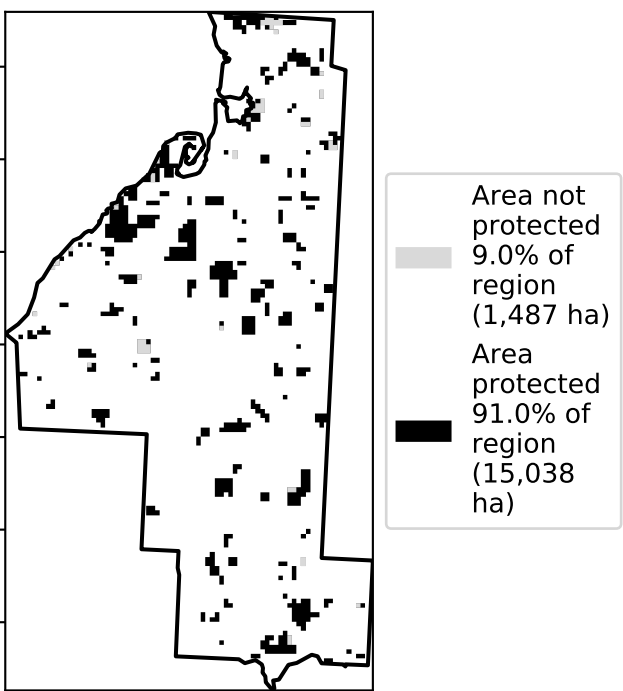 Area not
protected
9.0% of
region
(1,487 ha)
Area
protected
91.0% of
region
(15,038
ha)